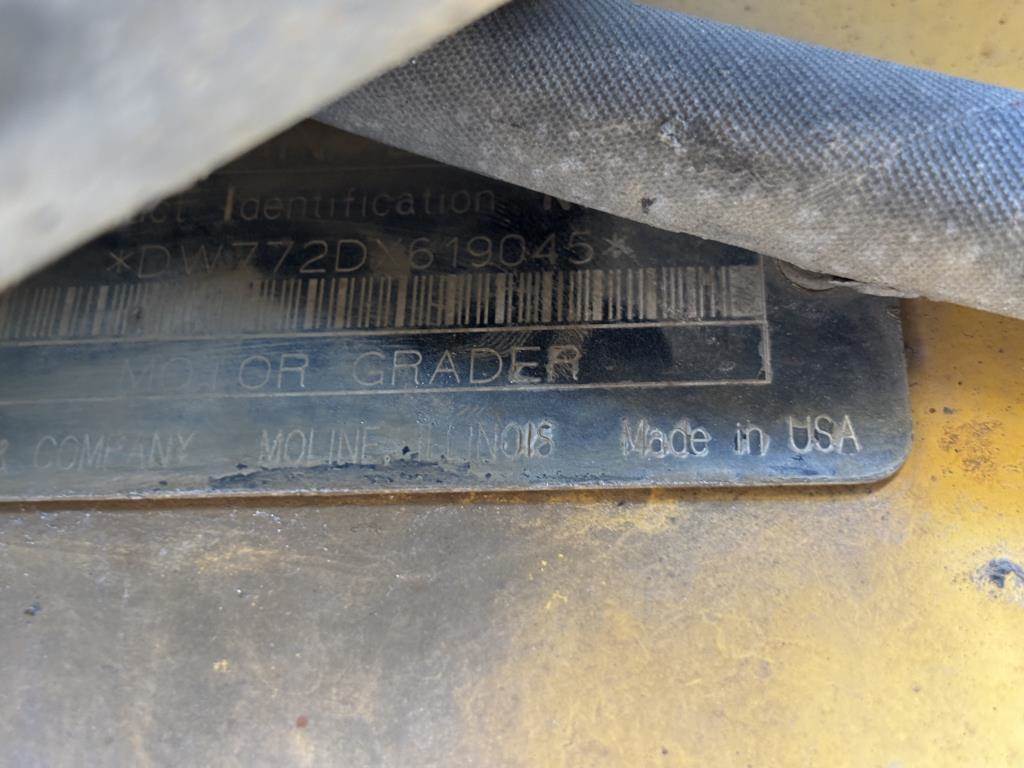 Identification
*DW772DX619045*
MOTOR GRADER
& COMPANY MOLINE, ILLINOIS Made in USA